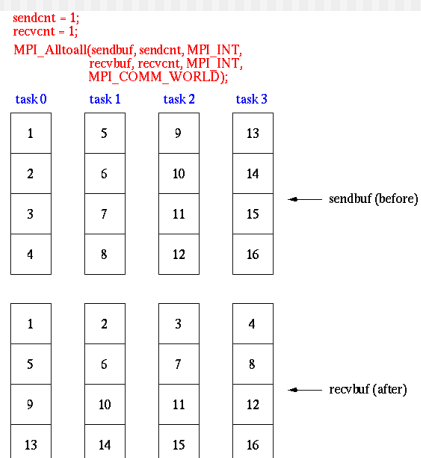 sendcnt = 1;
recvcnt = 1;
MPI_Alltoall(sendbuf, sendcnt, MPI_INT,
recvbuf, recvcnt, MPI_INT,
MPI_COMM_WORLD);
task 0 task 1 task 2 task 3
1 5 9 13
2 6 10 14
sendbuf (before)
3 7 11 15
4 8 12 16
1 2 3 4
5 6 7 8
recvbuf (after)
9 10 11 12
13 14 15 16